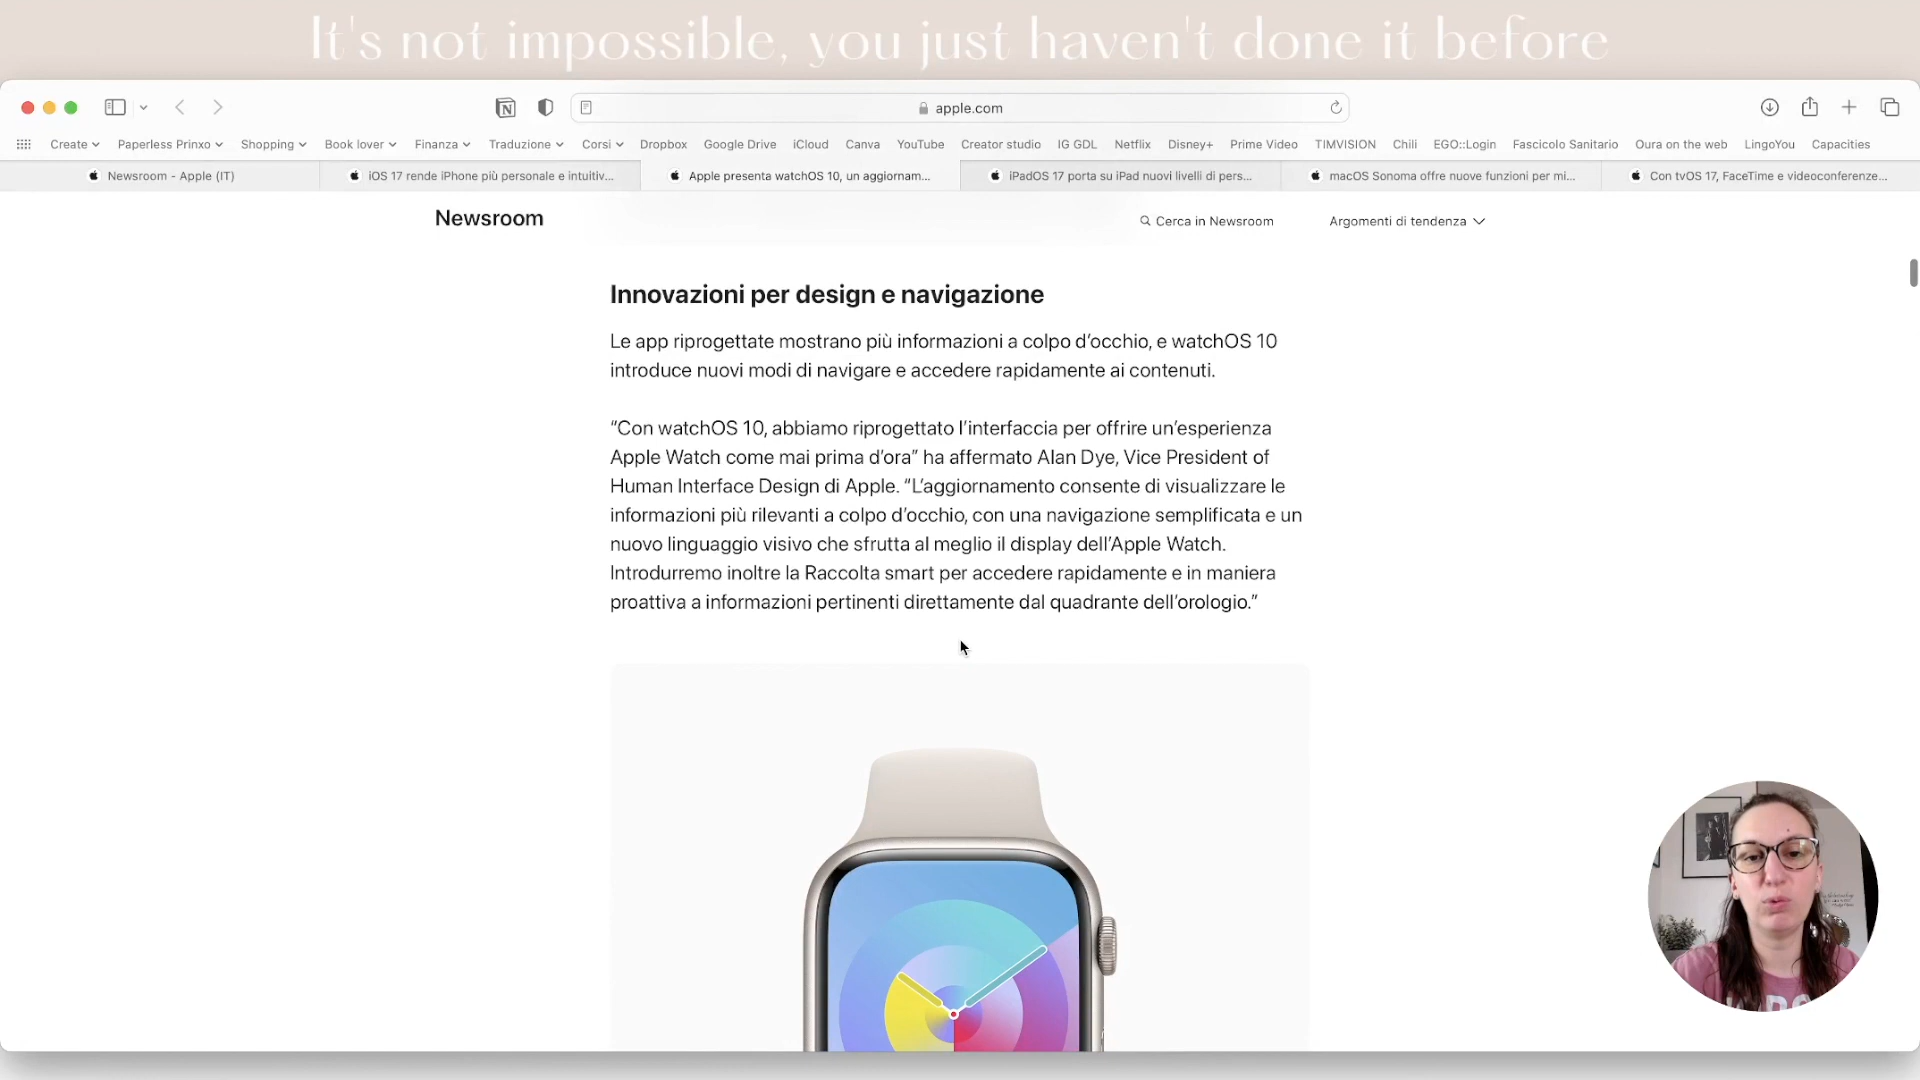 It's not impossible, you just haven't done it before
apple.com
Create Paperless Prinxo Shopping Book lover Finanza Traduzione Corsi Dropbox Google Drive iCloud Canva YouTube Creator studio IG GDL Netflix Disney+ Prime Video TIMVISION Chili EGO::Login Fascicolo Sanitario Oura on the web LingoYou Capacities
Newsroom - Apple (IT) iOS 17 rende iPhone più personale e intuitiv... Apple presenta watchOS 10, un aggiornam... iPadOS 17 porta su iPad nuovi livelli di pers... macOS Sonoma offre nuove funzioni per mi... Con tvOS 17, FaceTime e videoconferenze...
Newsroom Cerca in Newsroom Argomenti di tendenza
Innovazioni per design e navigazione
Le app riprogettate mostrano più informazioni a colpo d’occhio, e watchOS 10
introduce nuovi modi di navigare e accedere rapidamente ai contenuti.
“Con watchOS 10, abbiamo riprogettato l’interfaccia per offrire un’esperienza
Apple Watch come mai prima d’ora” ha affermato Alan Dye, Vice President of
Human Interface Design di Apple. “L’aggiornamento consente di visualizzare le
informazioni più rilevanti a colpo d’occhio, con una navigazione semplificata e un
nuovo linguaggio visivo che sfrutta al meglio il display dell’Apple Watch.
Introdurremo inoltre la Raccolta smart per accedere rapidamente e in maniera
proattiva a informazioni pertinenti direttamente dal quadrante dell’orologio.”